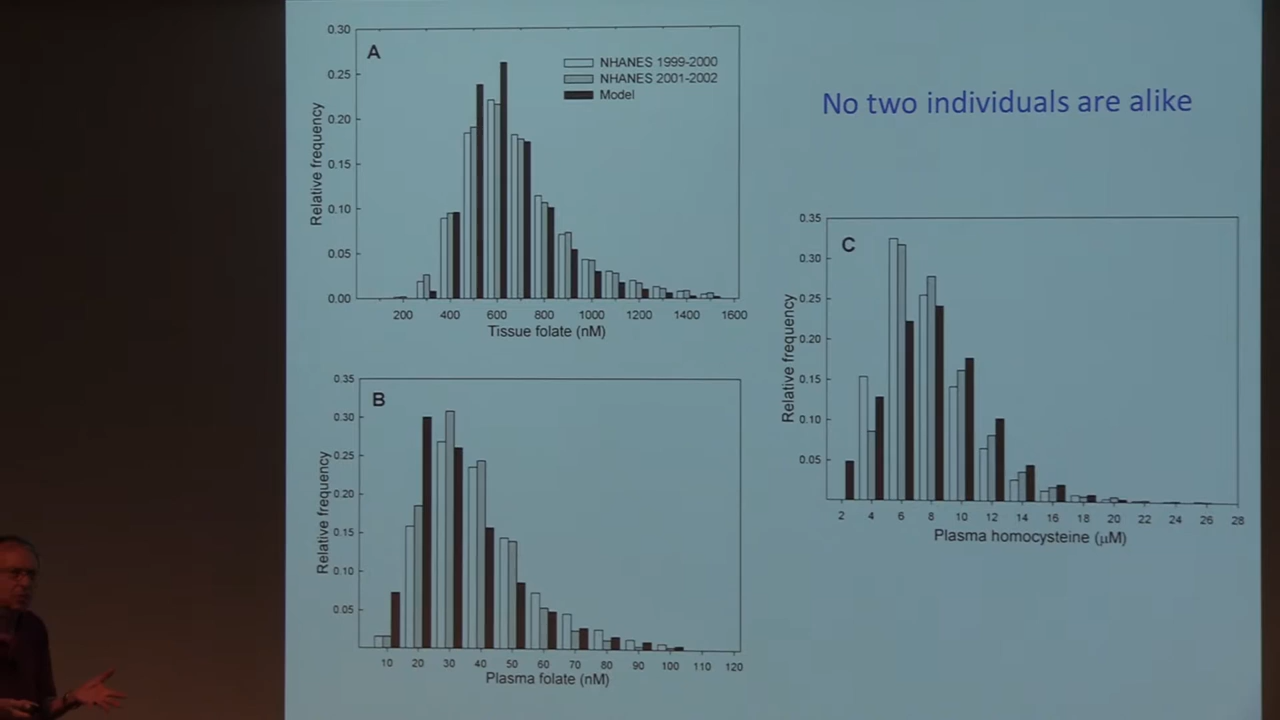 No two individuals are alike
A
NHANES 1999-2000
NHANES 2001-2002
Model
Relative frequency
0.30
0.25
0.20
0.15
0.10
0.05
0.00
200 400 600 800 1000 1200 1400 1600
Tissue folate (nM)
B
Relative frequency
0.35
0.30
0.25
0.20
0.15
0.10
0.05
10 20 30 40 50 60 70 80 90 100 110 120
Plasma folate (nM)
C
Relative frequency
0.35
0.30
0.25
0.20
0.15
0.10
0.05
2 4 6 8 10 12 14 16 18 20 22 24 26 28
Plasma homocysteine (μM)